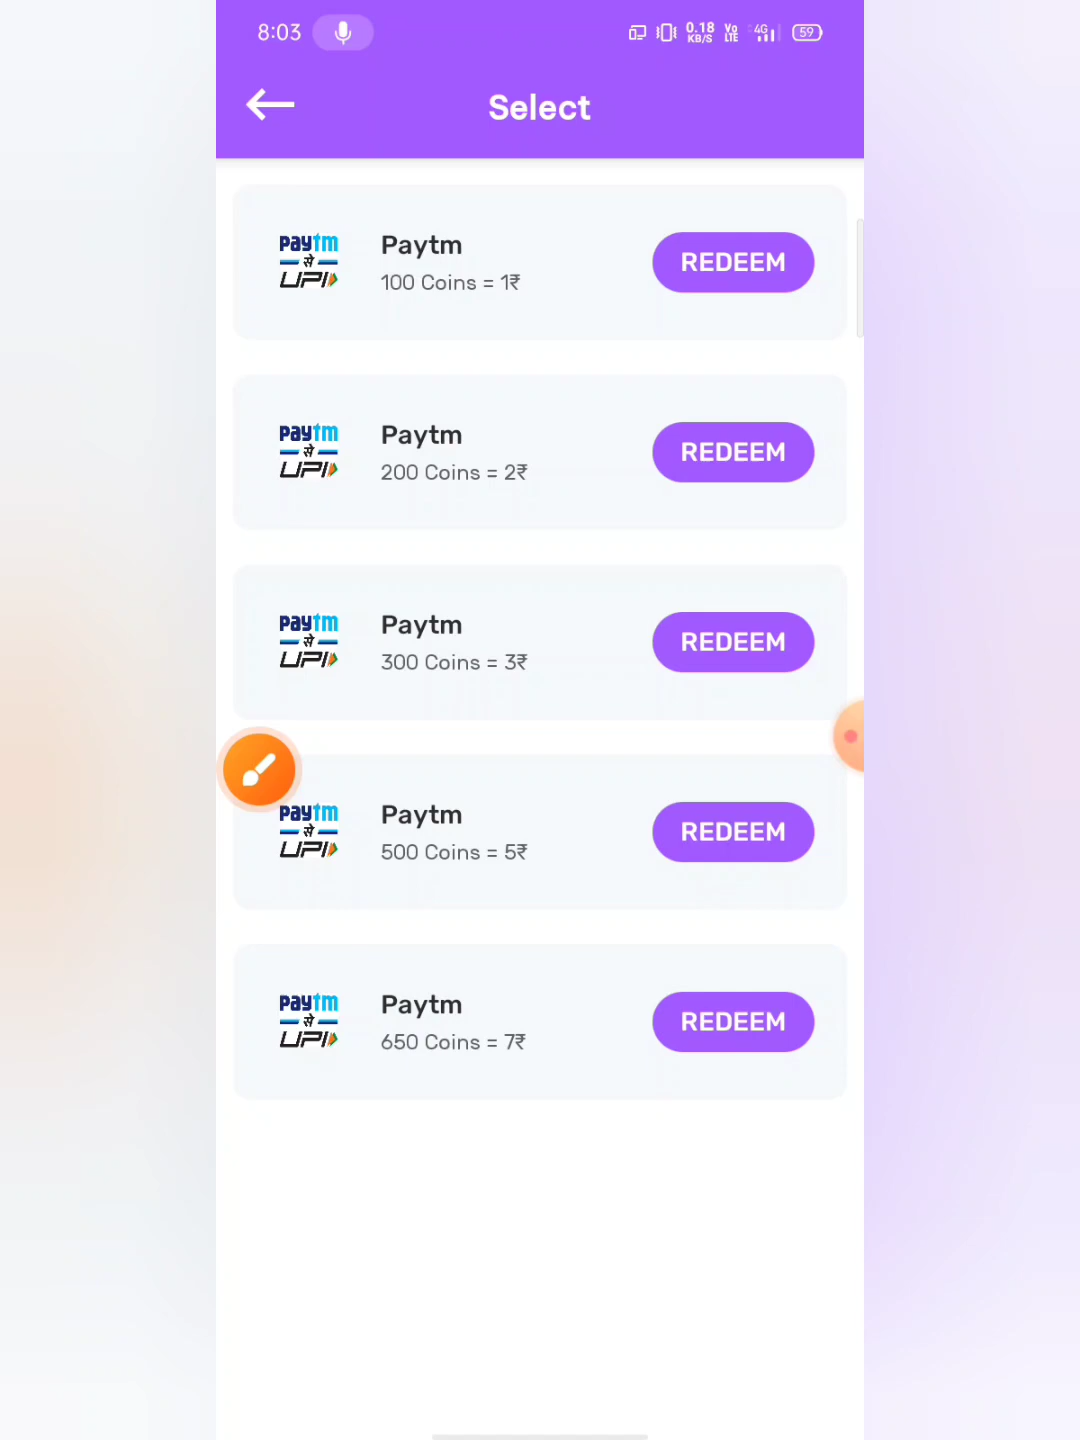 8:03
0.18 KB/S
Vo LTE
4G
59
Select
Paytm से UPI
Paytm
100 Coins = 1₹
REDEEM
Paytm से UPI
Paytm
200 Coins = 2₹
REDEEM
Paytm से UPI
Paytm
300 Coins = 3₹
REDEEM
Paytm से UPI
Paytm
500 Coins = 5₹
REDEEM
Paytm से UPI
Paytm
650 Coins = 7₹
REDEEM